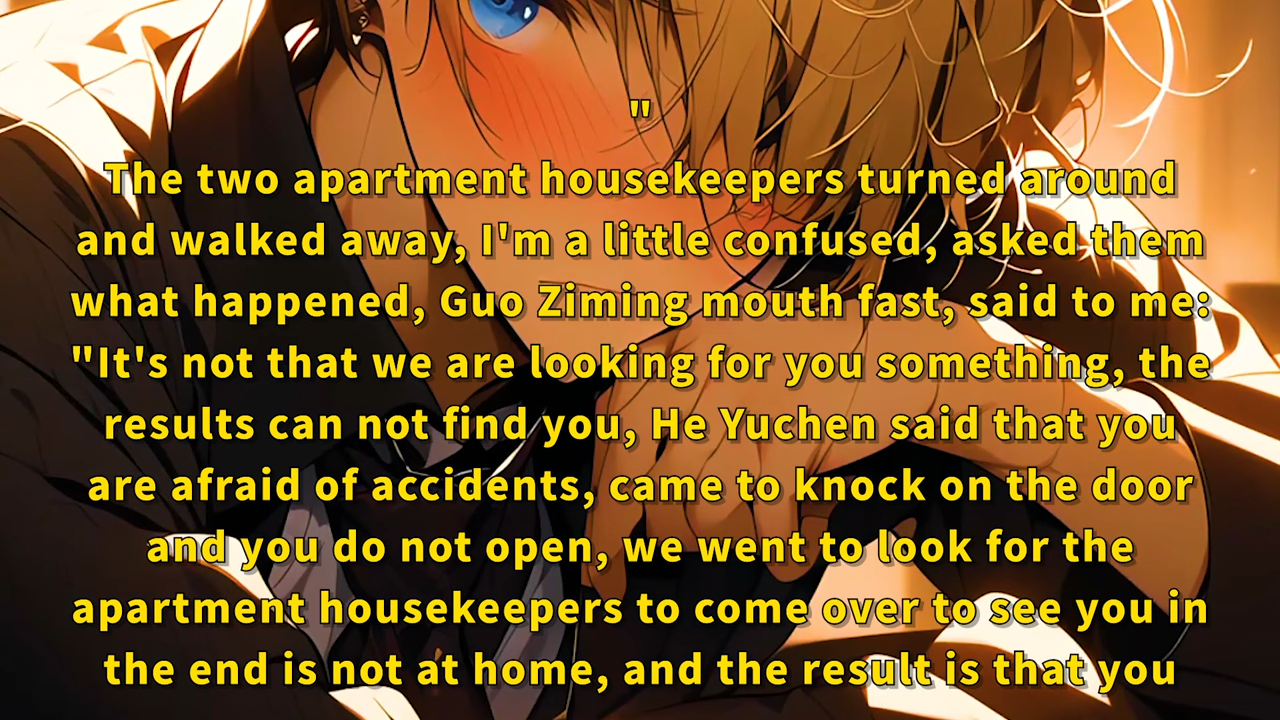 "
The two apartment housekeepers turned around
and walked away, I'm a little confused, asked them
what happened, Guo Ziming mouth fast, said to me:
"It's not that we are looking for you something, the
results can not find you, He Yuchen said that you
are afraid of accidents, came to knock on the door
and you do not open, we went to look for the
apartment housekeepers to come over to see you in
the end is not at home, and the result is that you